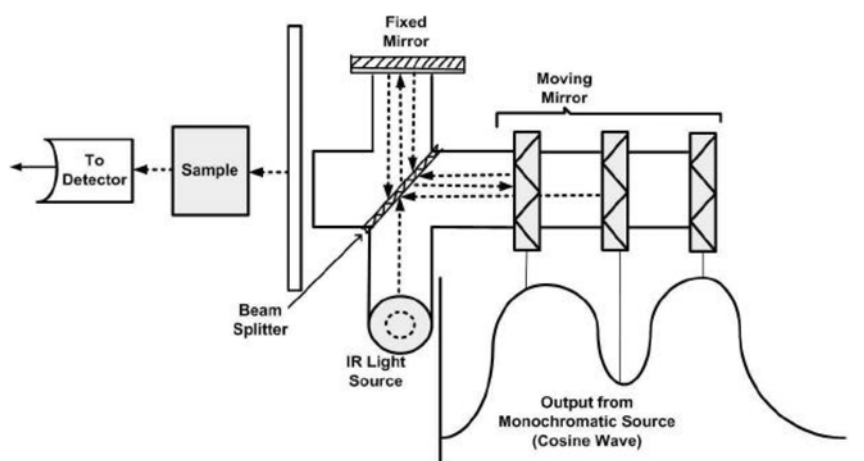 Fixed
Mirror
Moving
Mirror
To
Detector
Sample
Beam
Splitter
IR Light
Source
Output from
Monochromatic Source
(Cosine Wave)